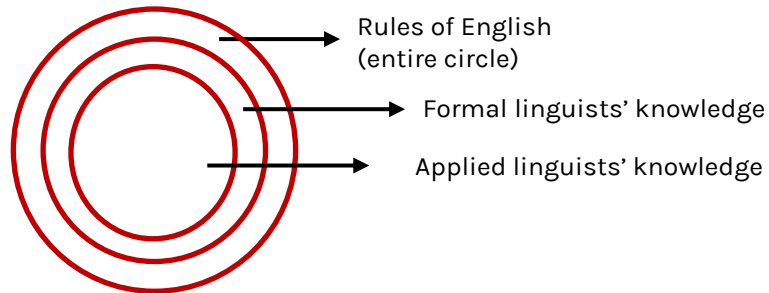 Rules of English
(entire circle)
Formal linguists’ knowledge
Applied linguists’ knowledge